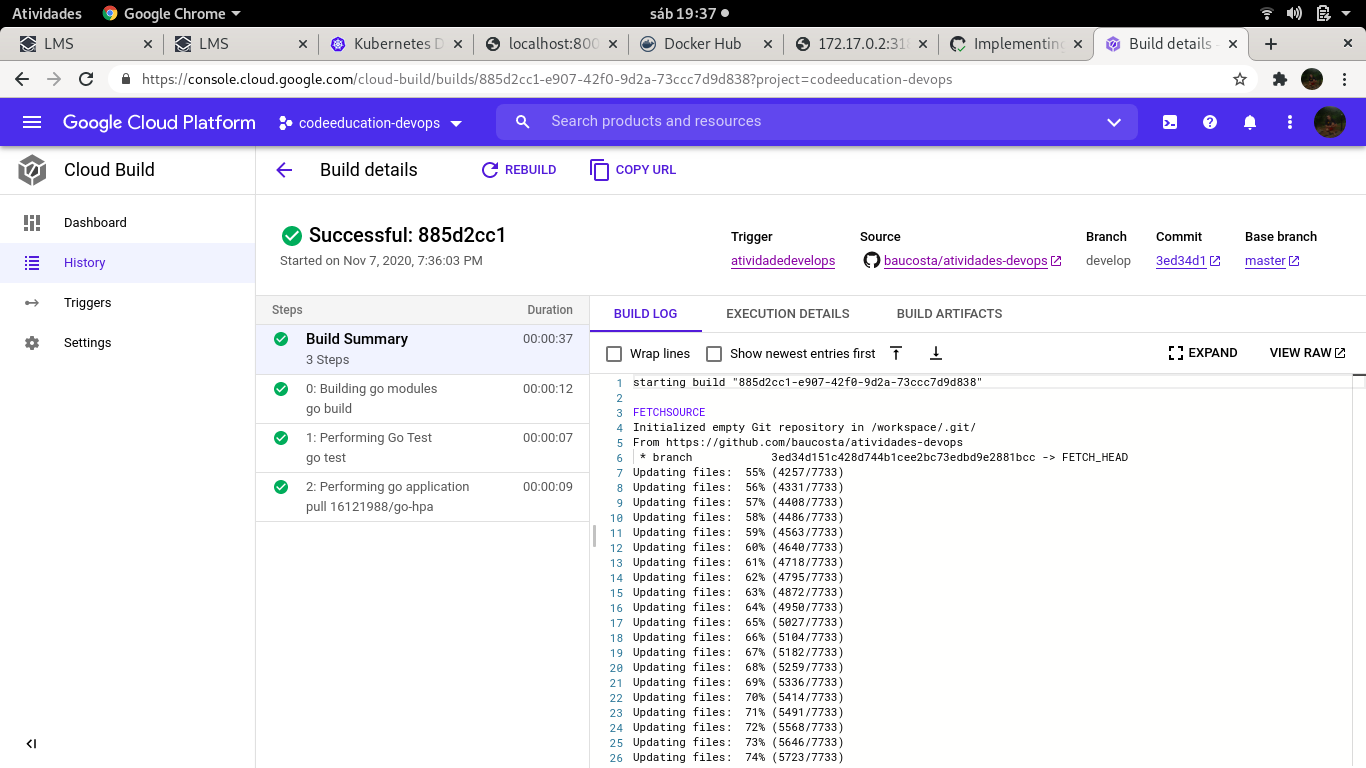 Atividades Google Chrome sáb 19:37
LMS LMS Kubernetes D localhost:800 Docker Hub 172.17.0.2:31 Implementing Build details -
https://console.cloud.google.com/cloud-build/builds/885d2cc1-e907-42f0-9d2a-73ccc7d9d838?project=codeeducation-devops
Google Cloud Platform codeeducation-devops Search products and resources
Cloud Build Build details REBUILD COPY URL
Dashboard
History
Triggers
Settings
Successful: 885d2cc1
Started on Nov 7, 2020, 7:36:03 PM
Trigger Source Branch Commit Base branch
atividadedevelops baucosta/atividades-devops develop 3ed34d1 master
Steps Duration
Build Summary 00:00:37
3 Steps
0: Building go modules 00:00:12
go build
1: Performing Go Test 00:00:07
go test
2: Performing go application 00:00:09
pull 16121988/go-hpa
BUILD LOG EXECUTION DETAILS BUILD ARTIFACTS
Wrap lines Show newest entries first EXPAND VIEW RAW
1 starting build "885d2cc1-e907-42f0-9d2a-73ccc7d9d838"
2
3 FETCHSOURCE
4 Initialized empty Git repository in /workspace/.git/
5 From https://github.com/baucosta/atividades-devops
6 * branch 3ed34d151c428d744b1cee2bc73edbd9e2881bcc -> FETCH_HEAD
7 Updating files: 55% (4257/7733)
8 Updating files: 56% (4331/7733)
9 Updating files: 57% (4408/7733)
10 Updating files: 58% (4486/7733)
11 Updating files: 59% (4563/7733)
12 Updating files: 60% (4640/7733)
13 Updating files: 61% (4718/7733)
14 Updating files: 62% (4795/7733)
15 Updating files: 63% (4872/7733)
16 Updating files: 64% (4950/7733)
17 Updating files: 65% (5027/7733)
18 Updating files: 66% (5104/7733)
19 Updating files: 67% (5182/7733)
20 Updating files: 68% (5259/7733)
21 Updating files: 69% (5336/7733)
22 Updating files: 70% (5414/7733)
23 Updating files: 71% (5491/7733)
24 Updating files: 72% (5568/7733)
25 Updating files: 73% (5646/7733)
26 Updating files: 74% (5723/7733)